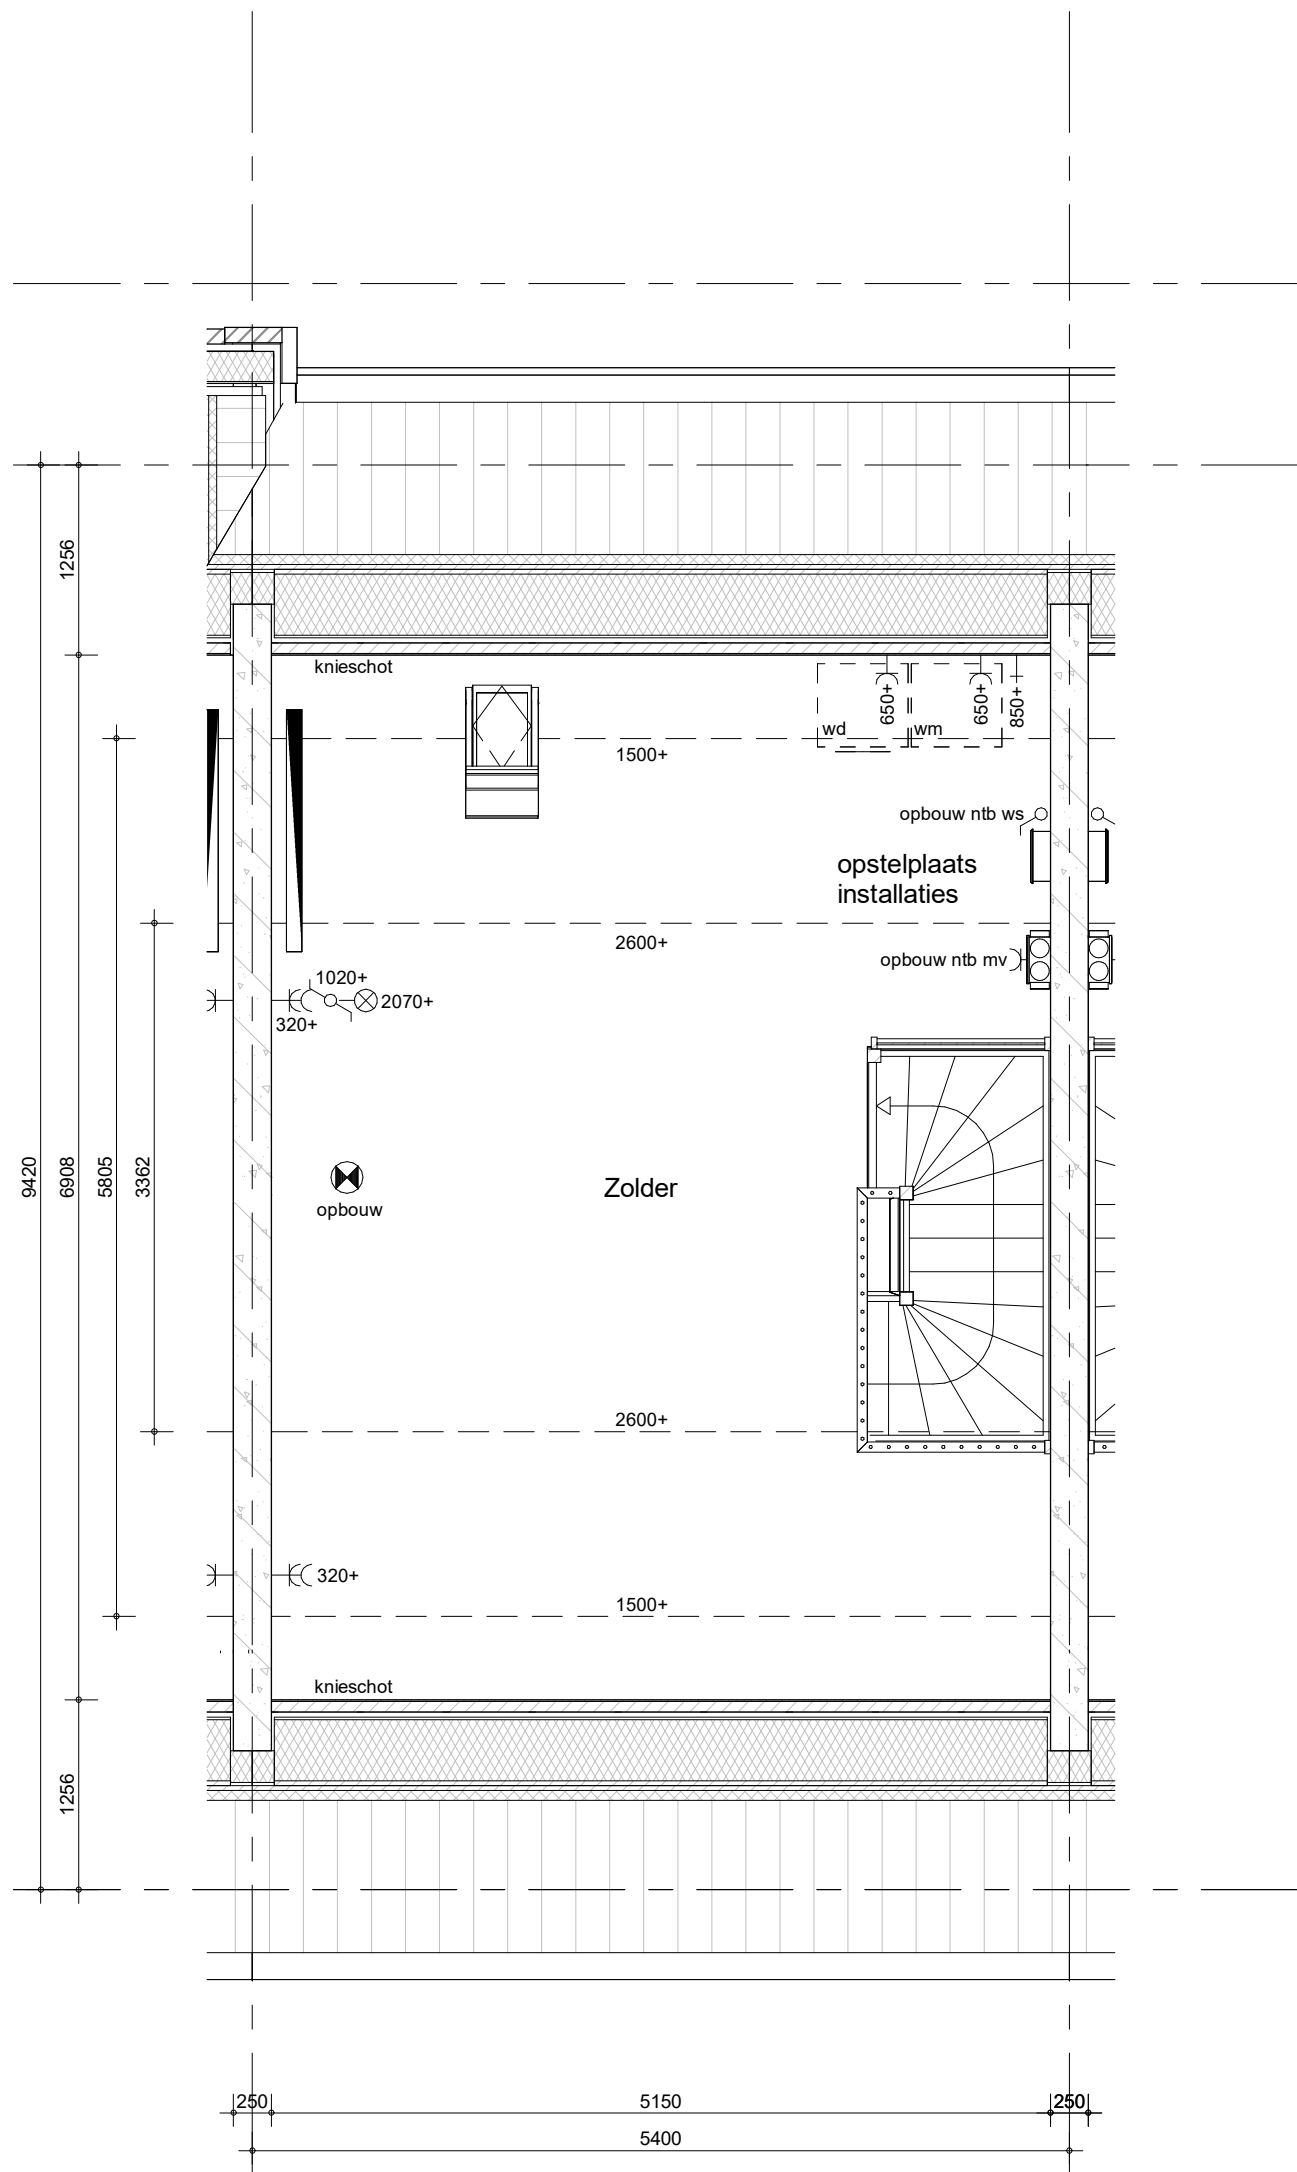 1256
knieschot
650+
650+
850+
wd
wm
1500+
opbouw ntb ws
opstelplaats
installaties
2600+
opbouw ntb mv
1020+
2070+
320+
9420
6908
5805
3362
Zolder
opbouw
2600+
320+
1500+
knieschot
1256
250
5150
250
5400